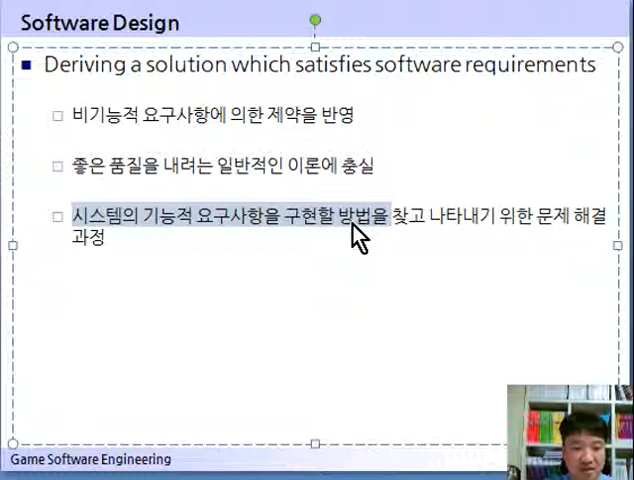 Software Design
Deriving a solution which satisfies software requirements
비기능적 요구사항에 의한 제약을 반영
좋은 품질을 내려는 일반적인 이론에 충실
시스템의 기능적 요구사항을 구현할 방법을 찾고 나타내기 위한 문제 해결
과정
Game Software Engineering